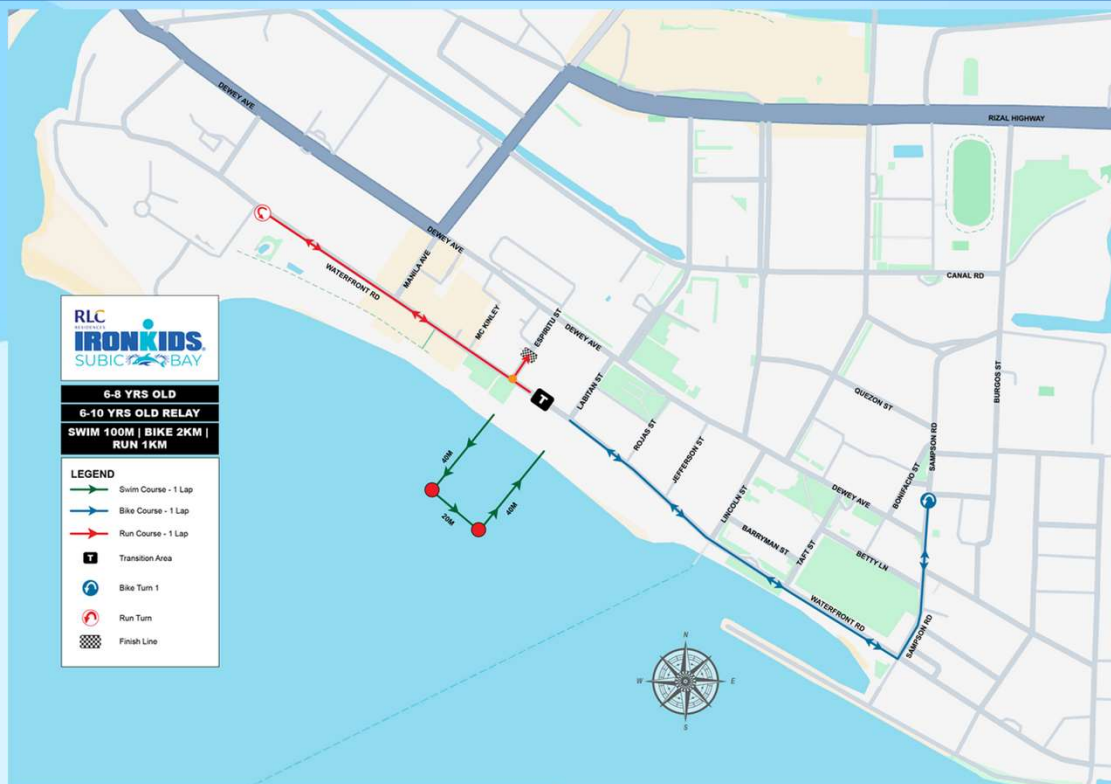 DEWEY AVE
RIZAL HIGHWAY
DEWEY AVE
MANILA AVE
CANAL RD
WATERFRONT RD
MC KINLEY
ESPIRITU ST
DEWEY AVE
T
LABITAN ST
ROJAS ST
JEFFERSON ST
LINCOLN ST
BARRYMAN ST
TAFT ST
DEWEY AVE
BETTY LN
BONIFACIO ST
SAMPSON RD
QUEZON ST
BURGOS ST
WATERFRONT RD
SAMPSON RD
40M
20M
40M
RLC
RESIDENCES
IRONKIDS
SUBIC BAY
6-8 YRS OLD
6-10 YRS OLD RELAY
SWIM 100M | BIKE 2KM |
RUN 1KM
LEGEND
Swim Course - 1 Lap
Bike Course - 1 Lap
Run Course - 1 Lap
T Transition Area
Bike Turn 1
Run Turn
Finish Line
N
W E
S